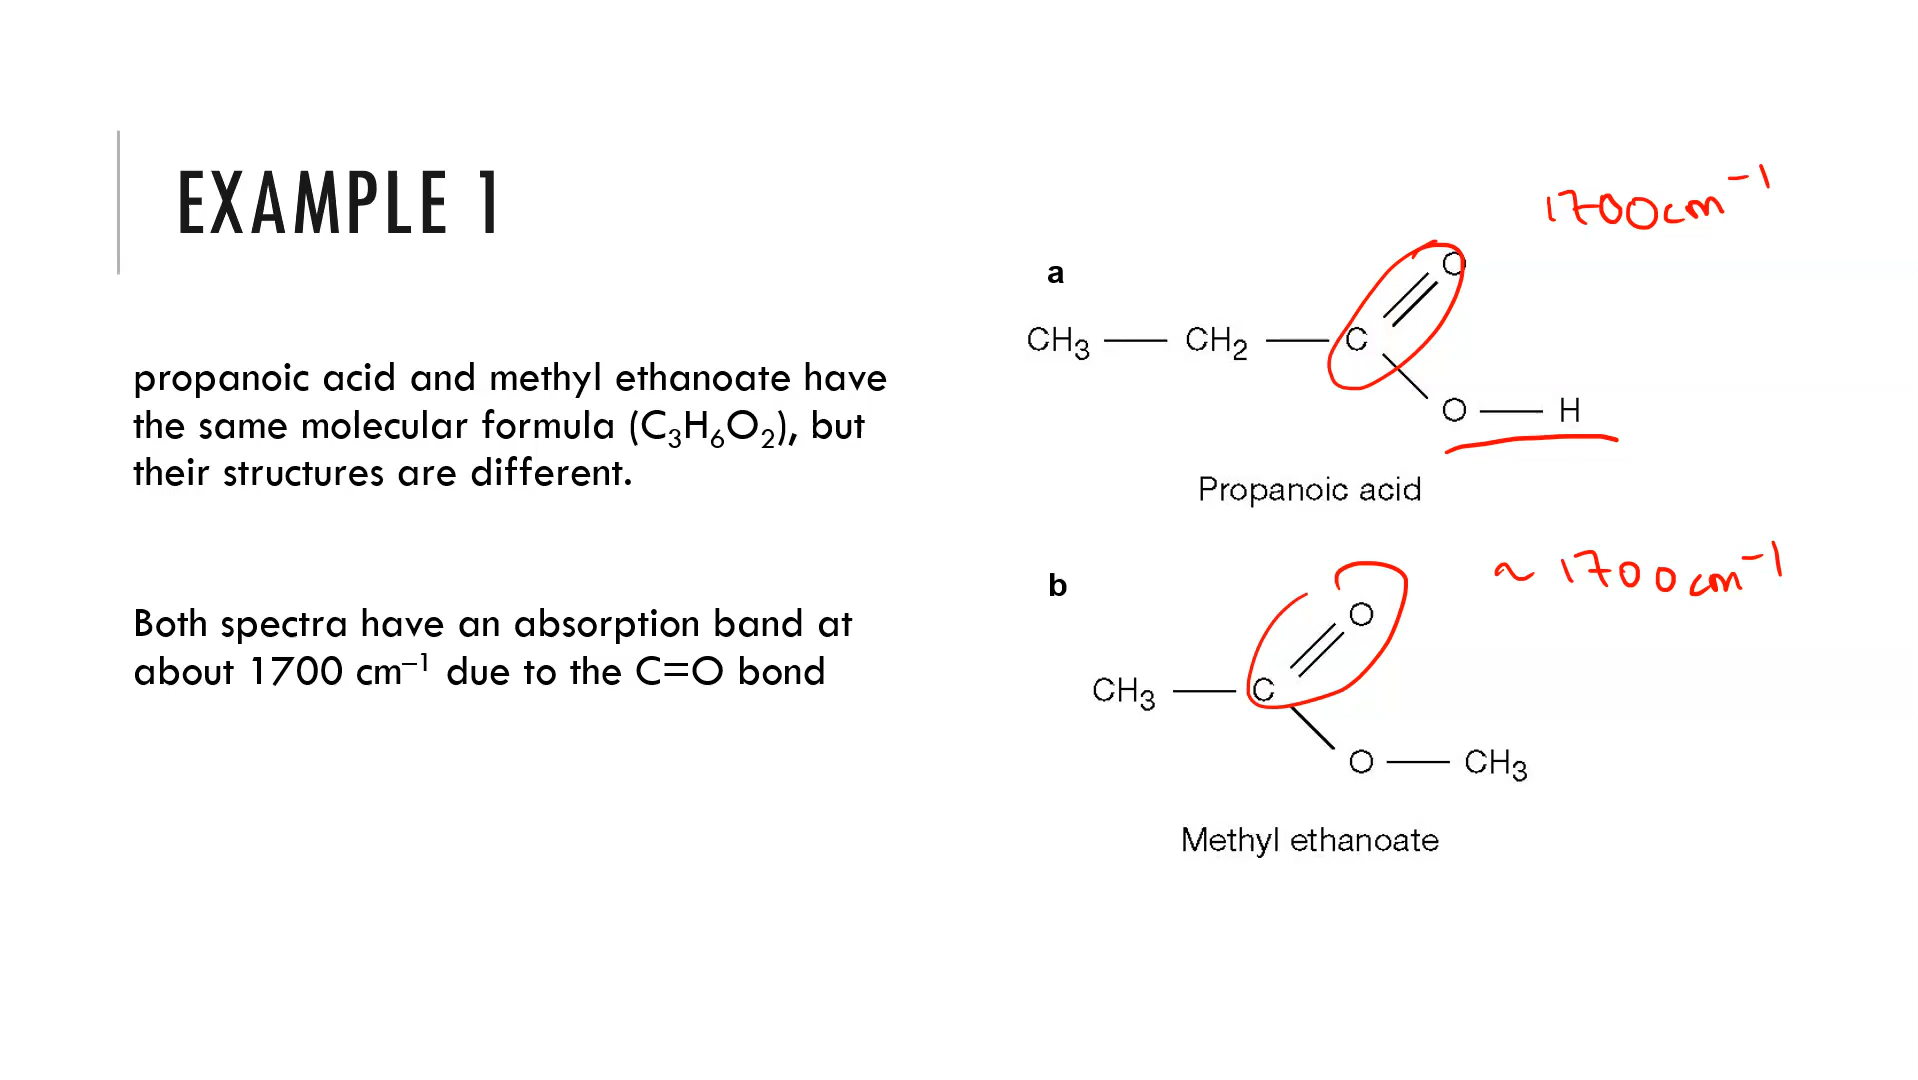 EXAMPLE 1
propanoic acid and methyl ethanoate have
the same molecular formula (C₃H₆O₂), but
their structures are different.
Both spectra have an absorption band at
about 1700 cm⁻¹ due to the C=O bond
1700cm⁻¹
a
O
CH₃ — CH₂ — C
O — H
Propanoic acid
~ 1700cm⁻¹
b
O
CH₃ — C
O — CH₃
Methyl ethanoate